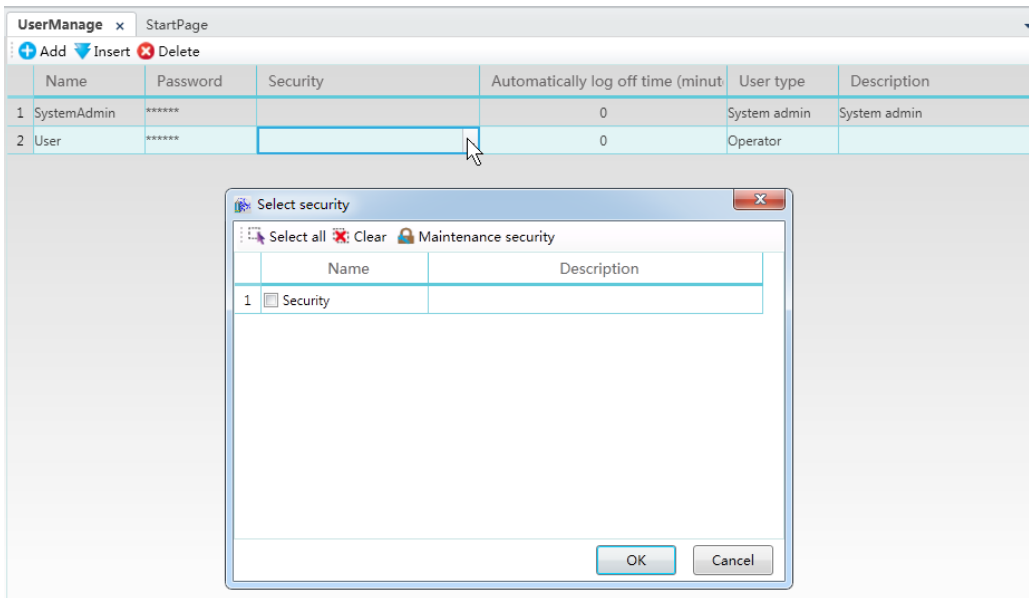 UserManage x StartPage
Add Insert Delete
Name Password Security Automatically log off time (minut User type Description
1 SystemAdmin ****** 0 System admin System admin
2 User ****** 0 Operator
Select security
Select all Clear Maintenance security
Name Description
1 Security
OK Cancel